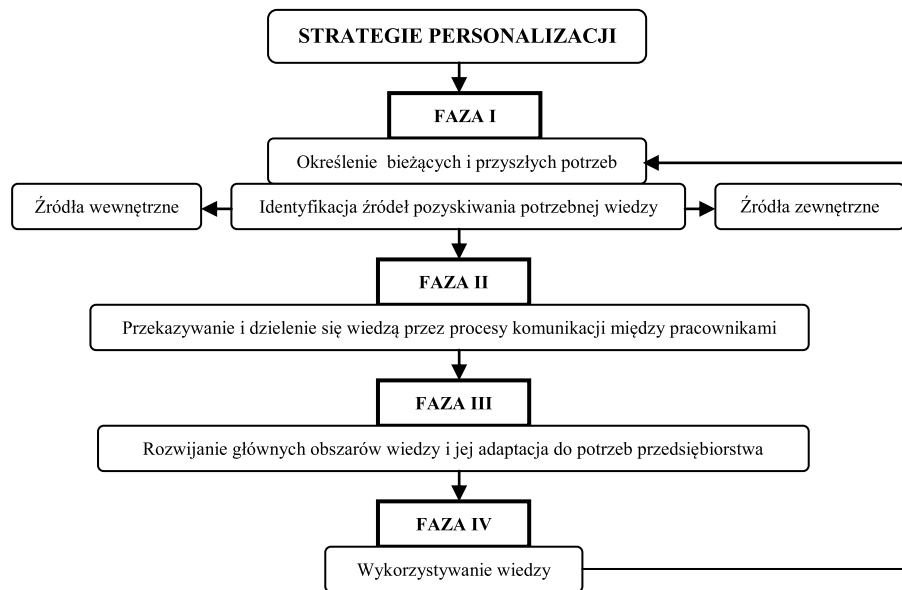 STRATEGIE PERSONALIZACJI
FAZA I
Określenie bieżących i przyszłych potrzeb
Źródła wewnętrzne
Identyfikacja źródeł pozyskiwania potrzebnej wiedzy
Źródła zewnętrzne
FAZA II
Przekazywanie i dzielenie się wiedzą przez procesy komunikacji między pracownikami
FAZA III
Rozwijanie głównych obszarów wiedzy i jej adaptacja do potrzeb przedsiębiorstwa
FAZA IV
Wykorzystywanie wiedzy